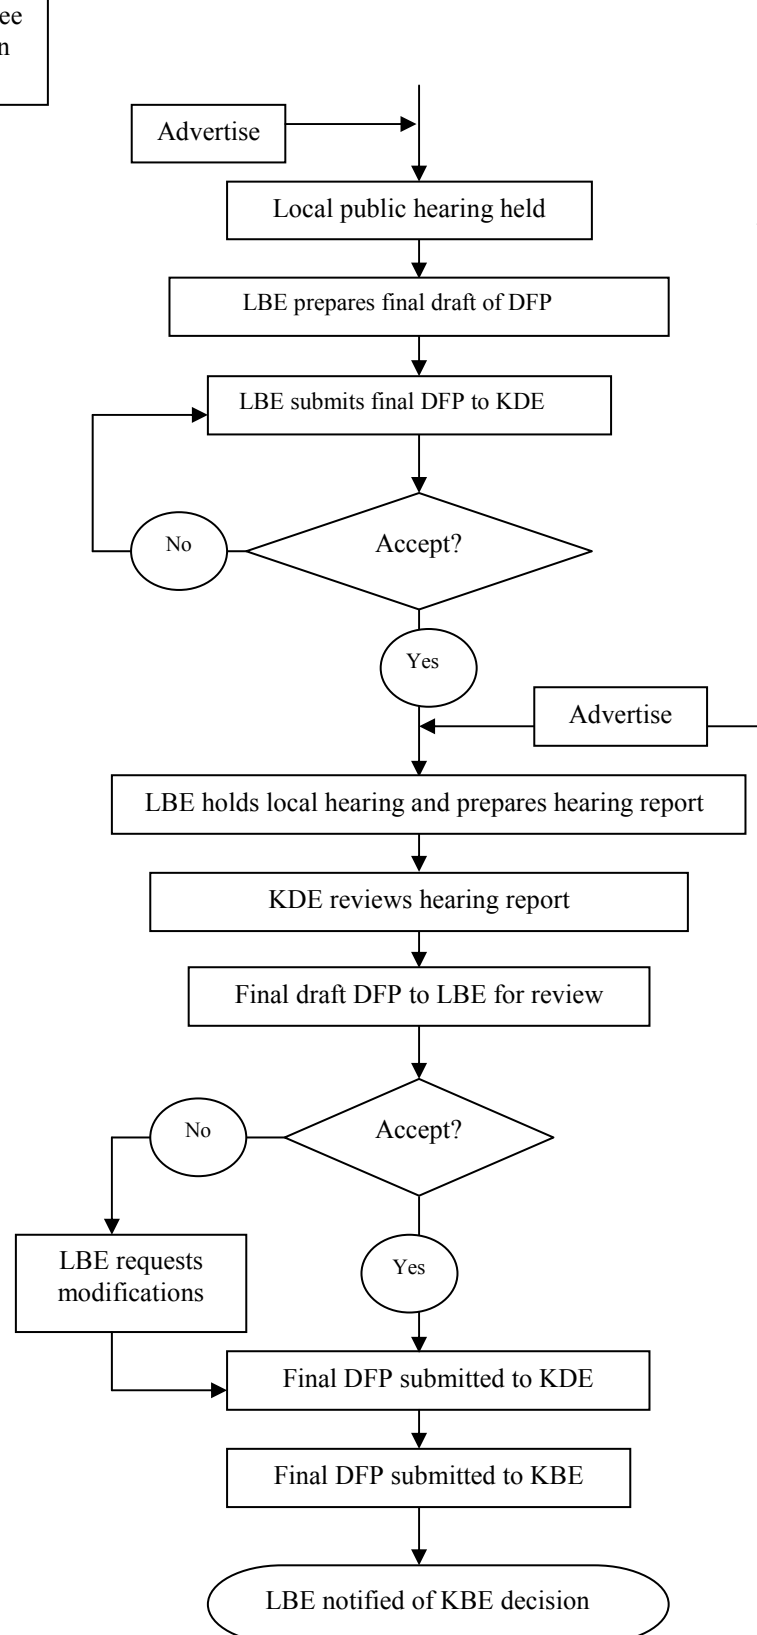 Advertise
Local public hearing held
LBE prepares final draft of DFP
LBE submits final DFP to KDE
No
Accept?
Yes
Advertise
LBE holds local hearing and prepares hearing report
KDE reviews hearing report
Final draft DFP to LBE for review
No
Accept?
LBE requests
modifications
Yes
Final DFP submitted to KDE
Final DFP submitted to KBE
LBE notified of KBE decision